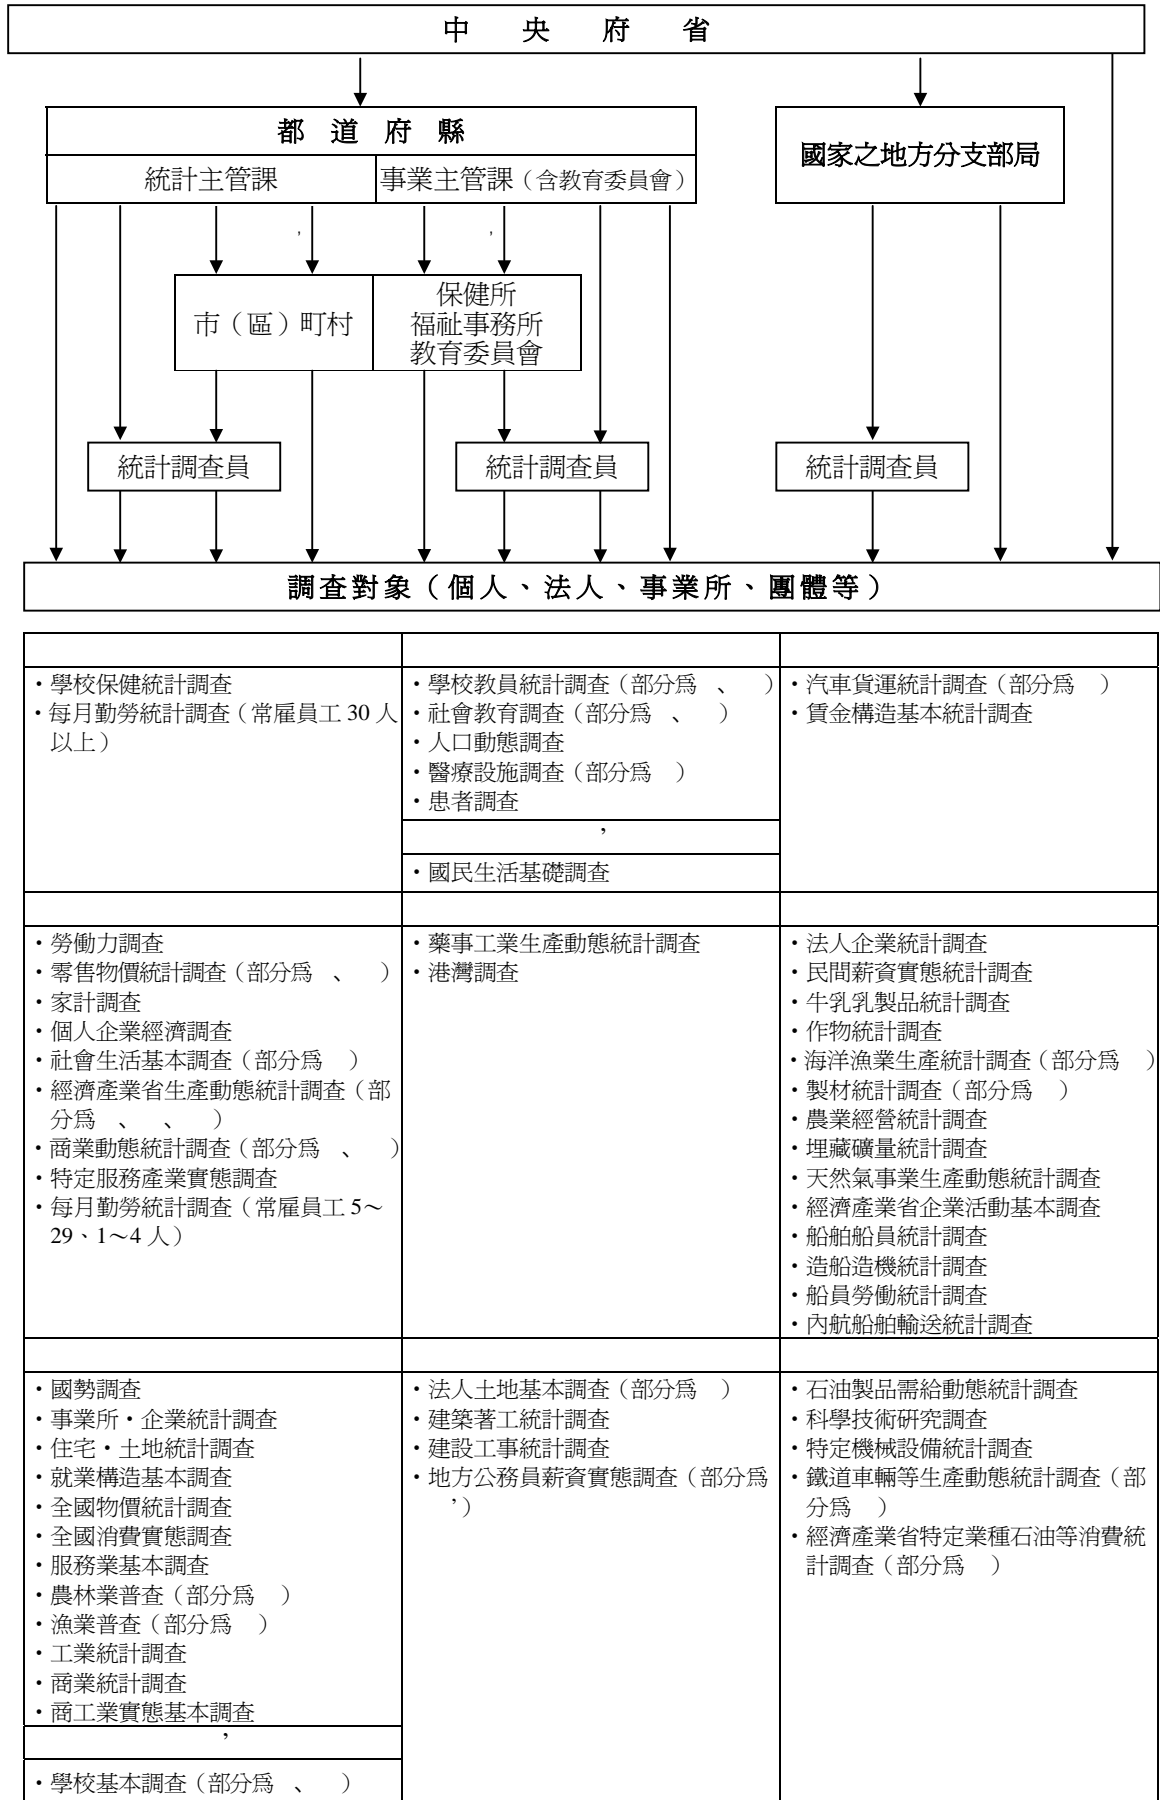 中央府省
都道府縣
國家之地方分支部局
統計主管課
事業主管課（含教育委員會）
，
，
市（區）町村
保健所
福祉事務所
教育委員會
統計調查員
統計調查員
統計調查員
調查對象（個人、法人、事業所、團體等）
・學校保健統計調查
・每月勤勞統計調查（常雇員工 30 人
以上）
・學校教員統計調查（部分為　、　）
・社會教育調查（部分為　、　）
・人口動態調查
・醫療設施調查（部分為　）
・患者調查
，
・國民生活基礎調查
・汽車貨運統計調查（部分為　）
・賃金構造基本統計調查
・勞働力調查
・零售物價統計調查（部分為　、　）
・家計調查
・個人企業經濟調查
・社會生活基本調查（部分為　）
・經濟產業省生產動態統計調查（部
分為　、　、　）
・商業動態統計調查（部分為　、　）
・特定服務產業實態調查
・每月勤勞統計調查（常雇員工 5～
29、1～4 人）
・藥事工業生產動態統計調查
・港灣調查
・法人企業統計調查
・民間薪資實態統計調查
・牛乳乳製品統計調查
・作物統計調查
・海洋漁業生產統計調查（部分為　）
・製材統計調查（部分為　）
・農業經營統計調查
・埋藏礦量統計調查
・天然氣事業生產動態統計調查
・經濟產業省企業活動基本調查
・船舶船員統計調查
・造船造機統計調查
・船員勞働統計調查
・內航船舶輸送統計調查
・國勢調查
・事業所・企業統計調查
・住宅・土地統計調查
・就業構造基本調查
・全國物價統計調查
・全國消費實態調查
・服務業基本調查
・農林業普查（部分為　）
・漁業普查（部分為　）
・工業統計調查
・商業統計調查
・商工業實態基本調查
，
・學校基本調查（部分為　、　）
・法人土地基本調查（部分為　）
・建築著工統計調查
・建設工事統計調查
・地方公務員薪資實態調查（部分為
，）
・石油製品需給動態統計調查
・科學技術研究調查
・特定機械設備統計調查
・鐵道車輛等生產動態統計調查（部
分為　）
・經濟產業省特定業種石油等消費統
計調查（部分為　）